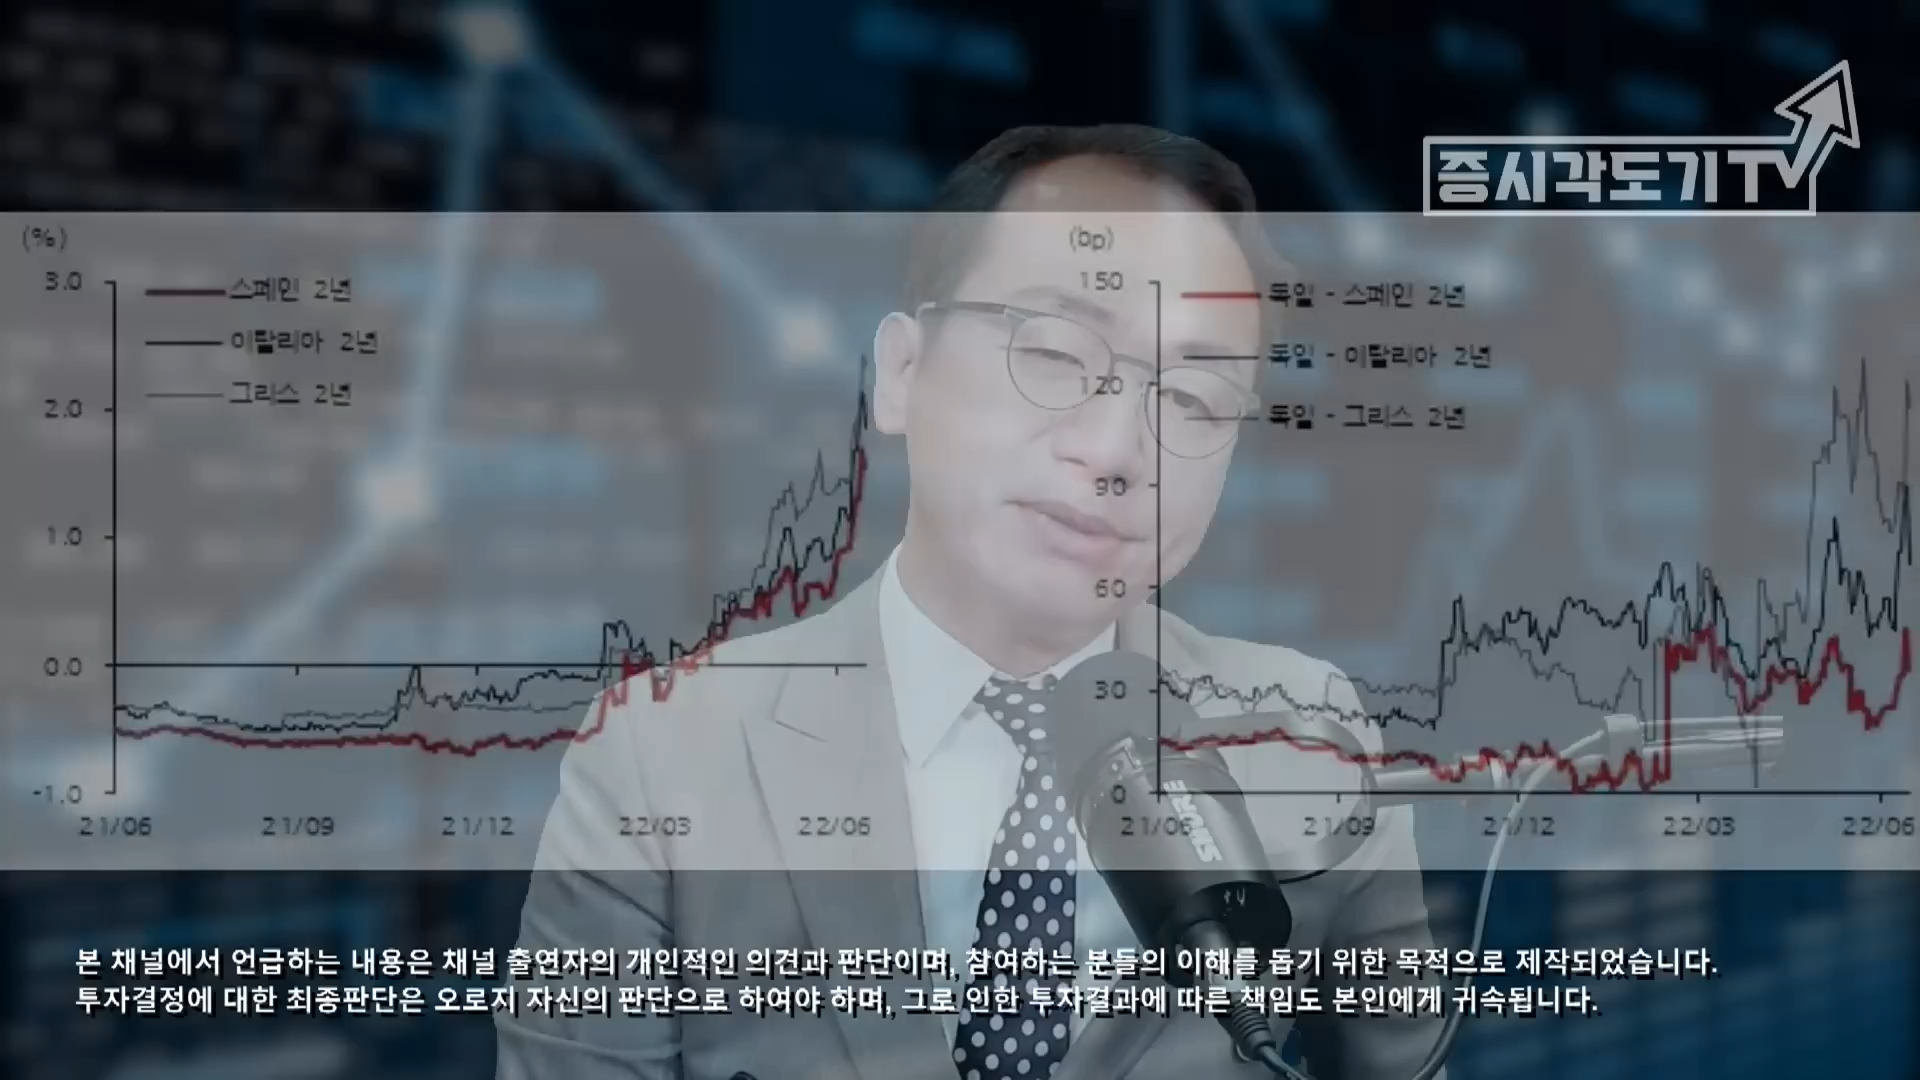 증시각도기TV
(%)
3.0
2.0
1.0
0.0
-1.0
스페인 2년
이탈리아 2년
그리스 2년
21/06 21/09 21/12 22/03 22/06
(bp)
150
120
90
60
30
0
독일 - 스페인 2년
독일 - 이탈리아 2년
독일 - 그리스 2년
21/06 21/09 21/12 22/03 22/06
SHURE
본 채널에서 언급하는 내용은 채널 출연자의 개인적인 의견과 판단이며, 참여하는 분들의 이해를 돕기 위한 목적으로 제작되었습니다.
투자결정에 대한 최종판단은 오로지 자신의 판단으로 하여야 하며, 그로 인한 투자결과에 따른 책임도 본인에게 귀속됩니다.